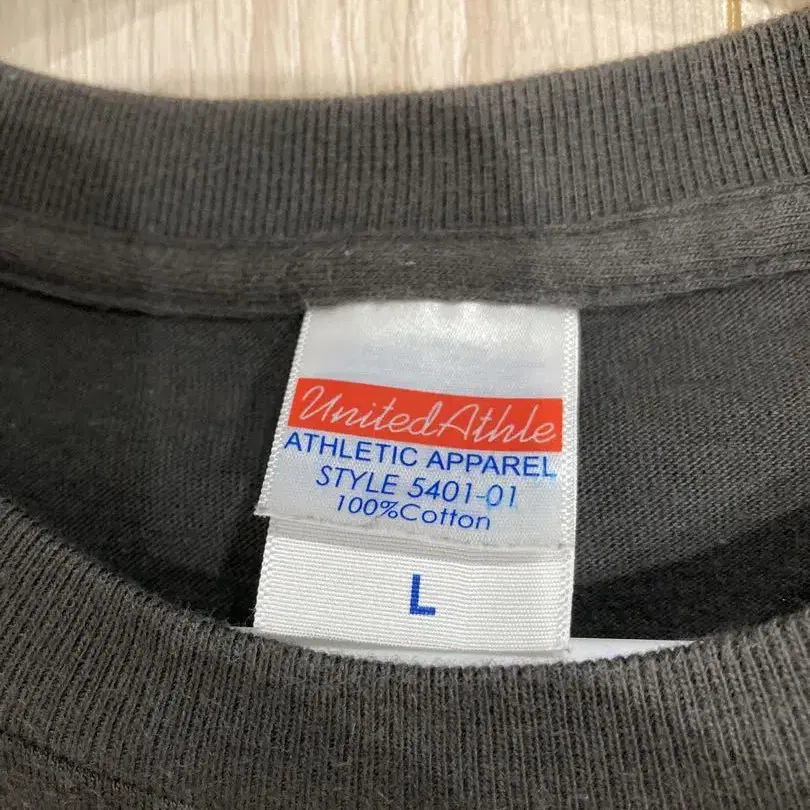 UnitedAthle
ATHLETIC APPAREL
STYLE 5401-01
100%Cotton
L